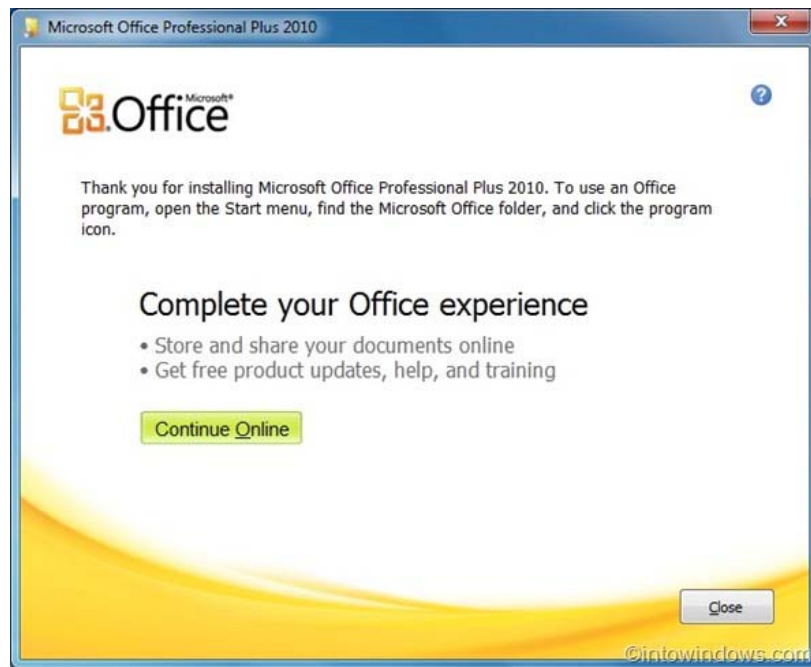 Microsoft Office Professional Plus 2010
Microsoft®
Office
Thank you for installing Microsoft Office Professional Plus 2010. To use an Office
program, open the Start menu, find the Microsoft Office folder, and click the program
icon.
Complete your Office experience
• Store and share your documents online
• Get free product updates, help, and training
Continue Online
Close
©intowindows.com